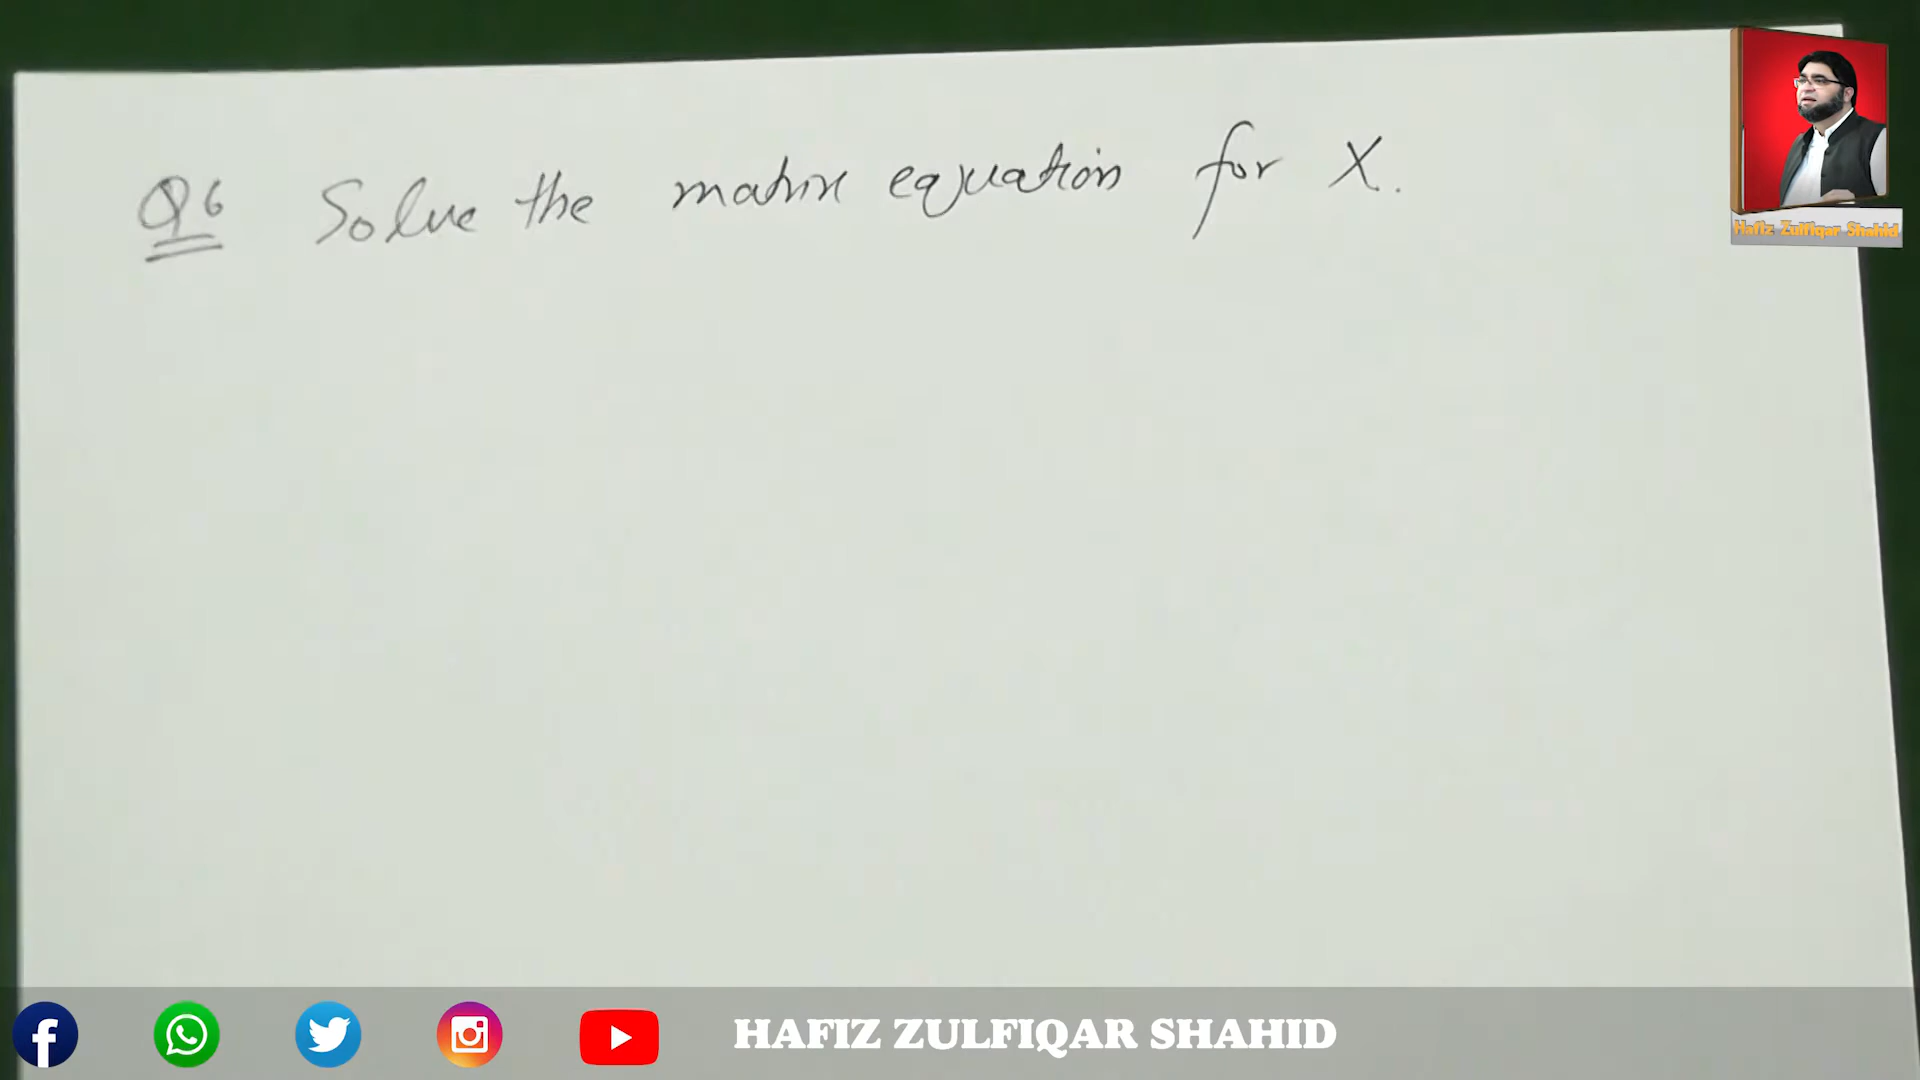 Q6 Solve the matrix equation for X.
Hafiz Zulfiqar Shahid
HAFIZ ZULFIQAR SHAHID